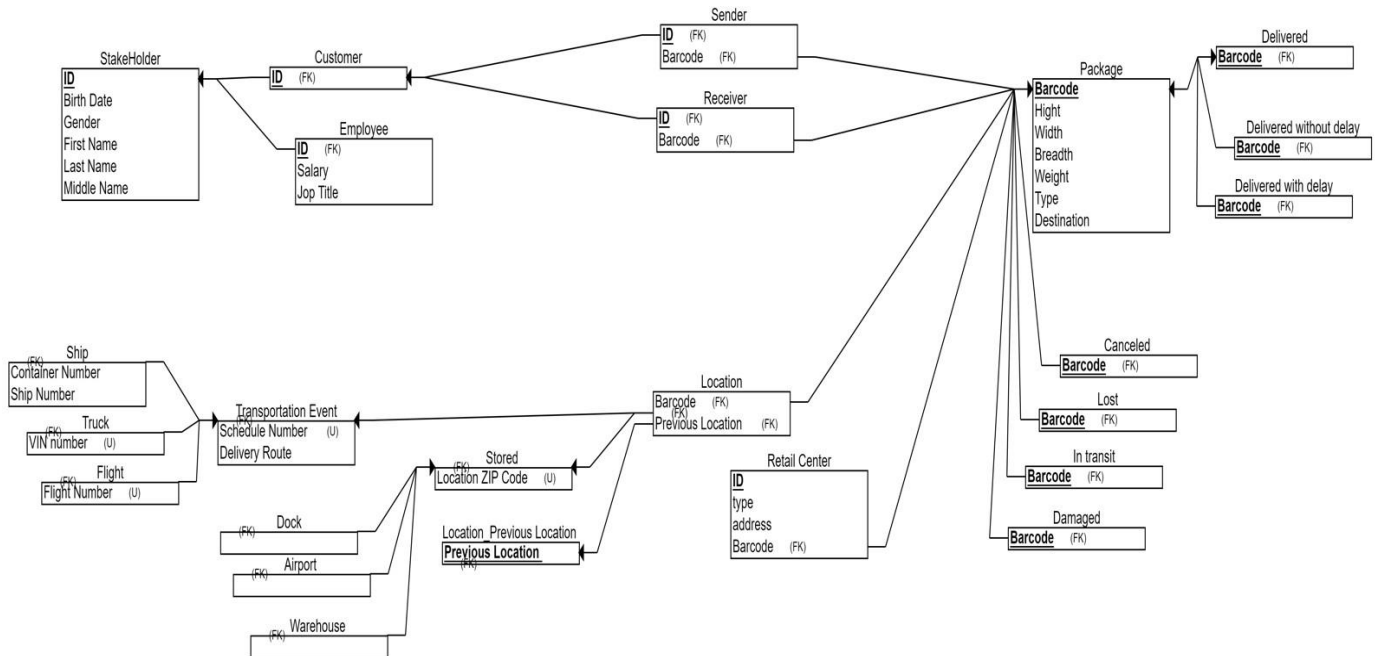 StakeHolder
ID
Birth Date
Gender
First Name
Last Name
Middle Name
Customer
ID (FK)
Employee
ID (FK)
Salary
Jop Title
Sender
ID (FK)
Barcode (FK)
Receiver
ID (FK)
Barcode (FK)
Package
Barcode
Hight
Width
Breadth
Weight
Type
Destination
Delivered
Barcode (FK)
Delivered without delay
Barcode (FK)
Delivered with delay
Barcode (FK)
Ship
(FK)
Container Number
Ship Number
Truck
(FK)
VIN number (U)
Flight
(FK)
Flight Number (U)
Transportation Event
(FK)
Schedule Number (U)
Delivery Route
Stored
(FK)
Location ZIP Code (U)
Dock
(FK)
Airport
(FK)
Warehouse
(FK)
Location_Previous Location
Previous Location
(FK)
Location
Barcode (FK)
(FK)
Previous Location (FK)
Retail Center
ID
type
address
Barcode (FK)
Canceled
Barcode (FK)
Lost
Barcode (FK)
In transit
Barcode (FK)
Damaged
Barcode (FK)